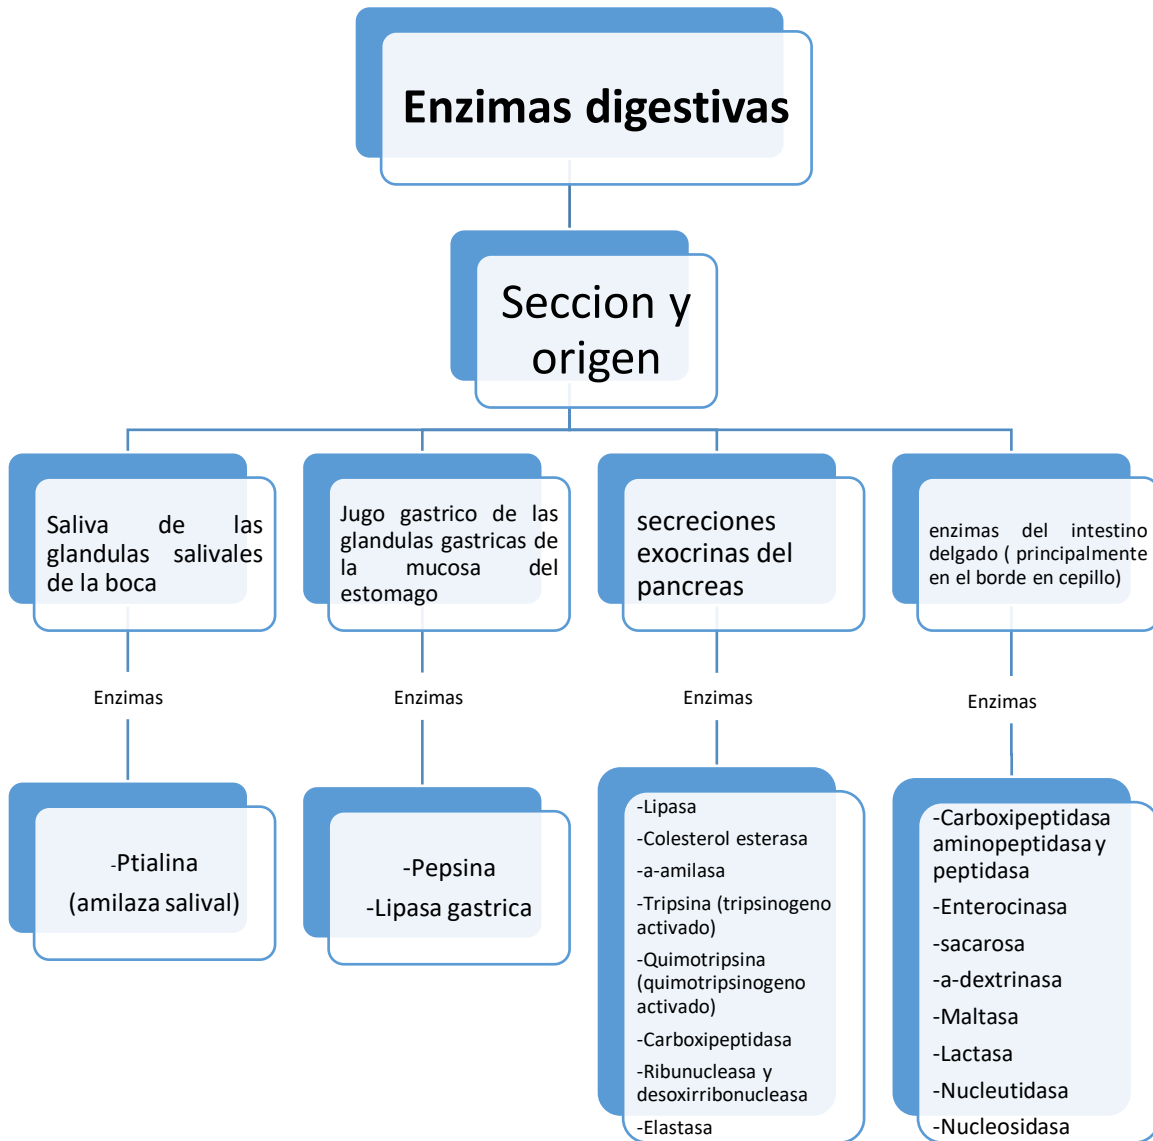 Enzimas digestivas
Seccion y
origen
Saliva de las
glandulas salivales
de la boca
Jugo gastrico de las
glandulas gastricas de
la mucosa del
estomago
secreciones
exocrinas del
pancreas
enzimas del intestino
delgado ( principalmente
en el borde en cepillo)
Enzimas
Enzimas
Enzimas
Enzimas
-Ptialina
(amilaza salival)
-Pepsina
-Lipasa gastrica
-Lipasa
-Colesterol esterasa
-a-amilasa
-Tripsina (tripsinogeno
activado)
-Quimotripsina
(quimotripsinogeno
activado)
-Carboxipeptidasa
-Ribunucleasa y
desoxirribonucleasa
-Elastasa
-Carboxipeptidasa
aminopeptidasa y
peptidasa
-Enterocinasa
-sacarosa
-a-dextrinasa
-Maltasa
-Lactasa
-Nucleutidasa
-Nucleosidasa